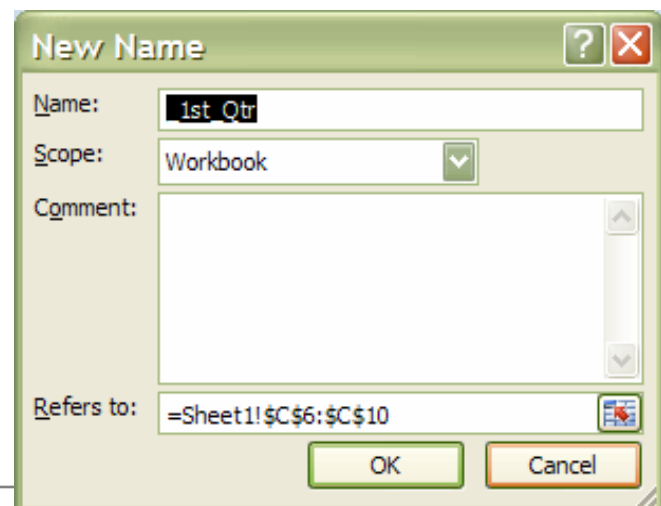 New Name
Name: _1st_Qtr
Scope: Workbook
Comment:
Refers to: =Sheet1!$C$6:$C$10
OK Cancel